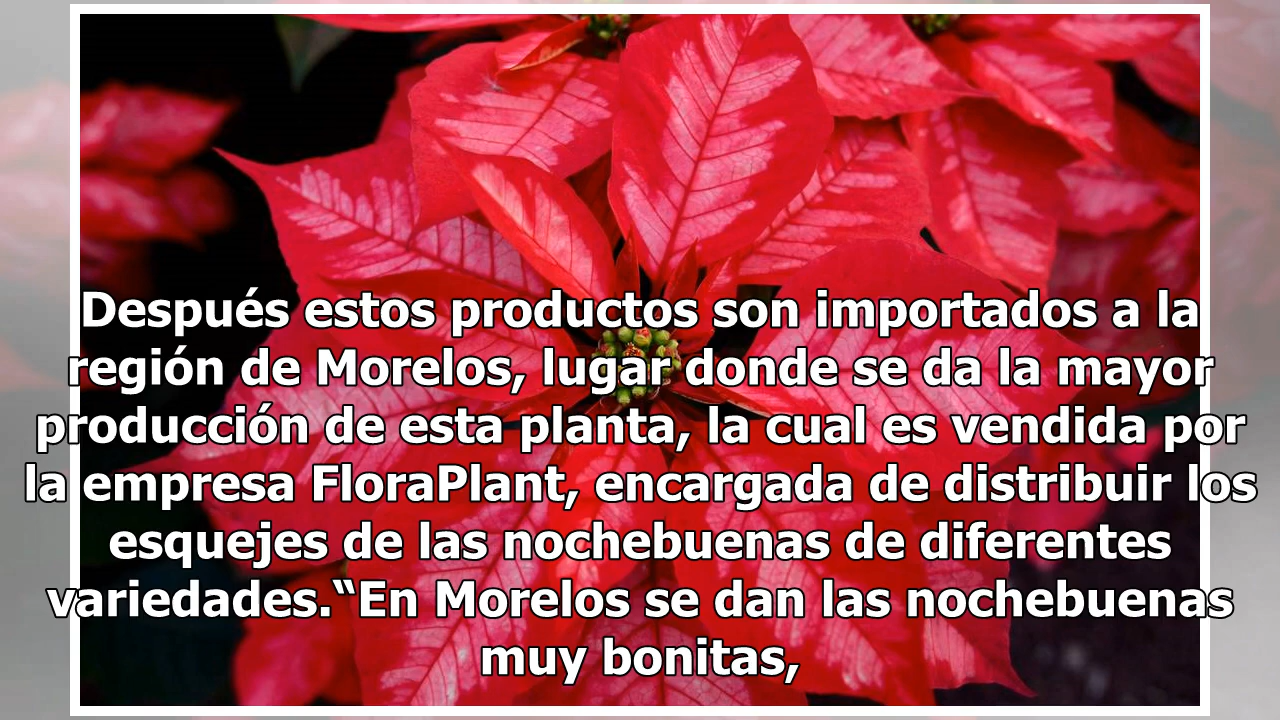 Después estos productos son importados a la
región de Morelos, lugar donde se da la mayor
producción de esta planta, la cual es vendida por
la empresa FloraPlant, encargada de distribuir los
esquejes de las nochebuenas de diferentes
variedades.“En Morelos se dan las nochebuenas
muy bonitas,